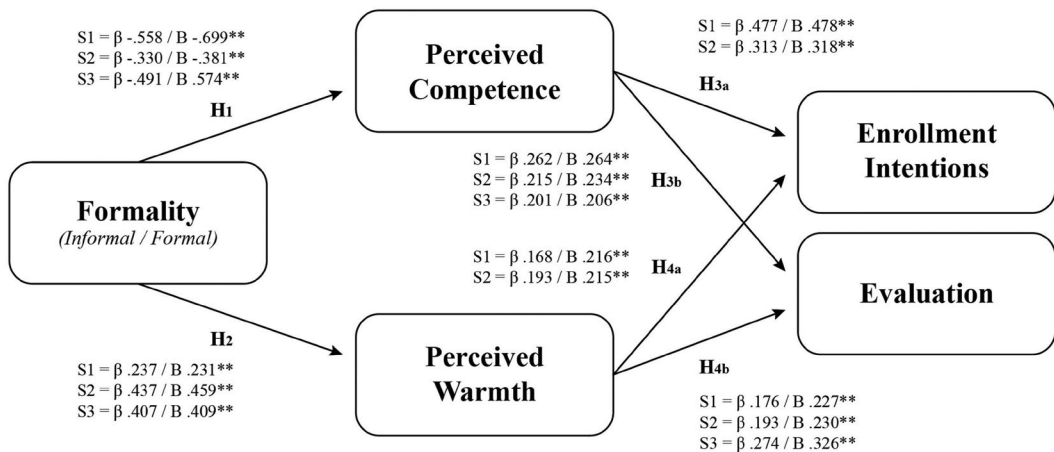 S1 = β -.558 / B -.699**
S2 = β -.330 / B -.381**
S3 = β -.491 / B .574**
H1
Perceived
Competence
S1 = β .477 / B .478**
S2 = β .313 / B .318**
H3a
Formality
(Informal / Formal)
S1 = β .262 / B .264**
S2 = β .215 / B .234**
S3 = β .201 / B .206**
H3b
Enrollment
Intentions
S1 = β .168 / B .216**
S2 = β .193 / B .215**
H4a
Evaluation
H2
S1 = β .237 / B .231**
S2 = β .437 / B .459**
S3 = β .407 / B .409**
Perceived
Warmth
H4b
S1 = β .176 / B .227**
S2 = β .193 / B .230**
S3 = β .274 / B .326**